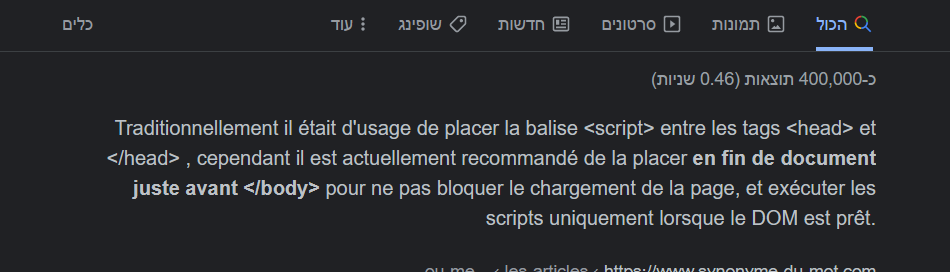 הכול תמונות סרטונים חדשות שופינג עוד כלים
כ-400,000 תוצאות (0.46 שניות)
Traditionnellement il était d'usage de placer la balise <script> entre les tags <head> et
</head> , cependant il est actuellement recommandé de la placer en fin de document
juste avant </body> pour ne pas bloquer le chargement de la page, et exécuter les
scripts uniquement lorsque le DOM est prêt.
https://www.synonyme-du-mot.com › les-articles › ou-me...